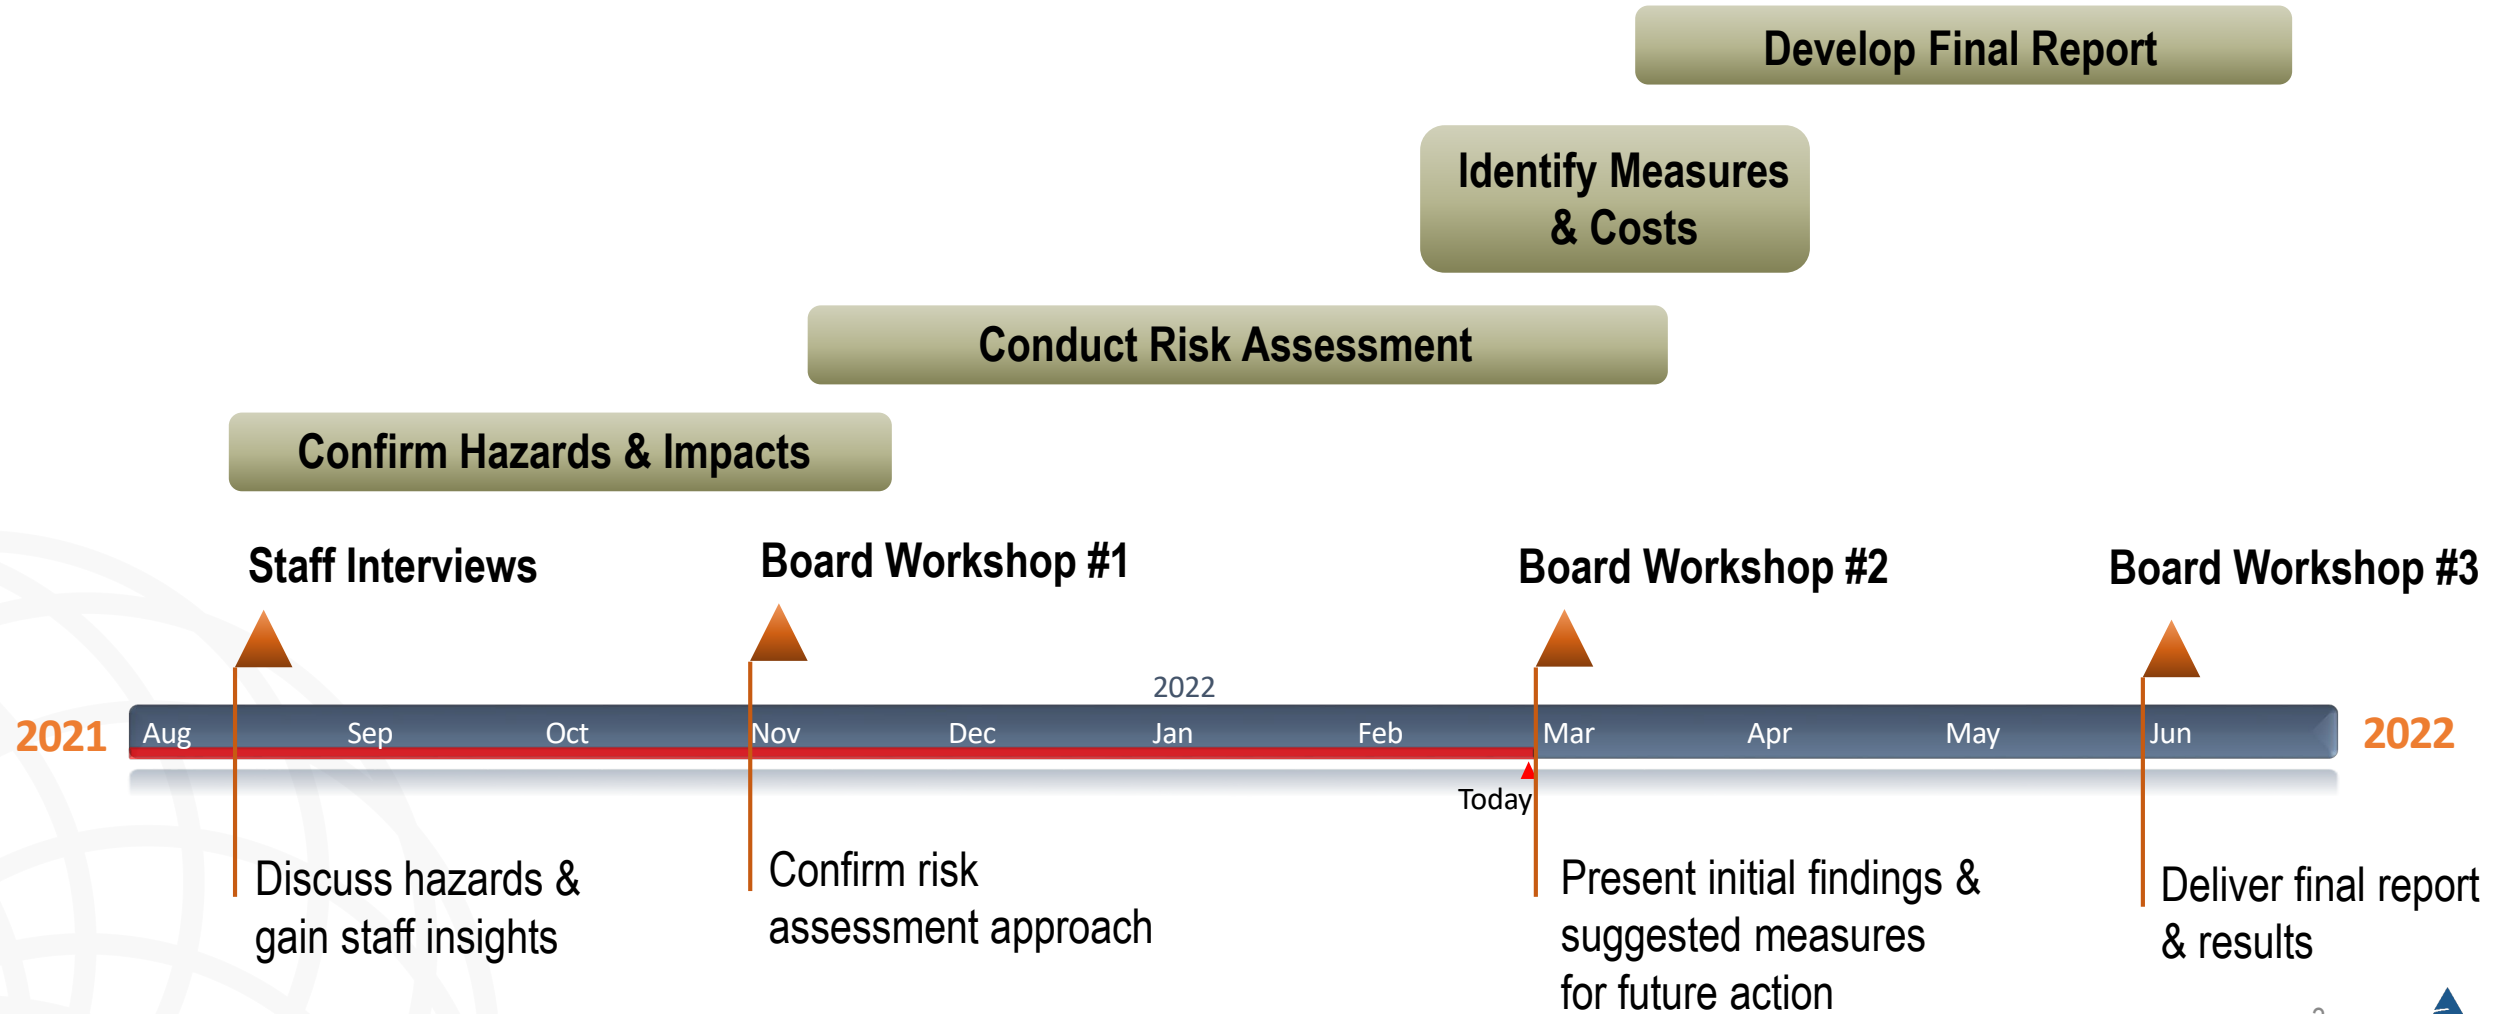 Develop Final Report
Identify Measures
& Costs
Conduct Risk Assessment
Confirm Hazards & Impacts
Staff Interviews
Board Workshop #1
Board Workshop #2
Board Workshop #3
2022
2021 Aug Sep Oct Nov Dec Jan Feb Mar Apr May Jun 2022
Today
Discuss hazards &
gain staff insights
Confirm risk
assessment approach
Present initial findings &
suggested measures
for future action
Deliver final report
& results